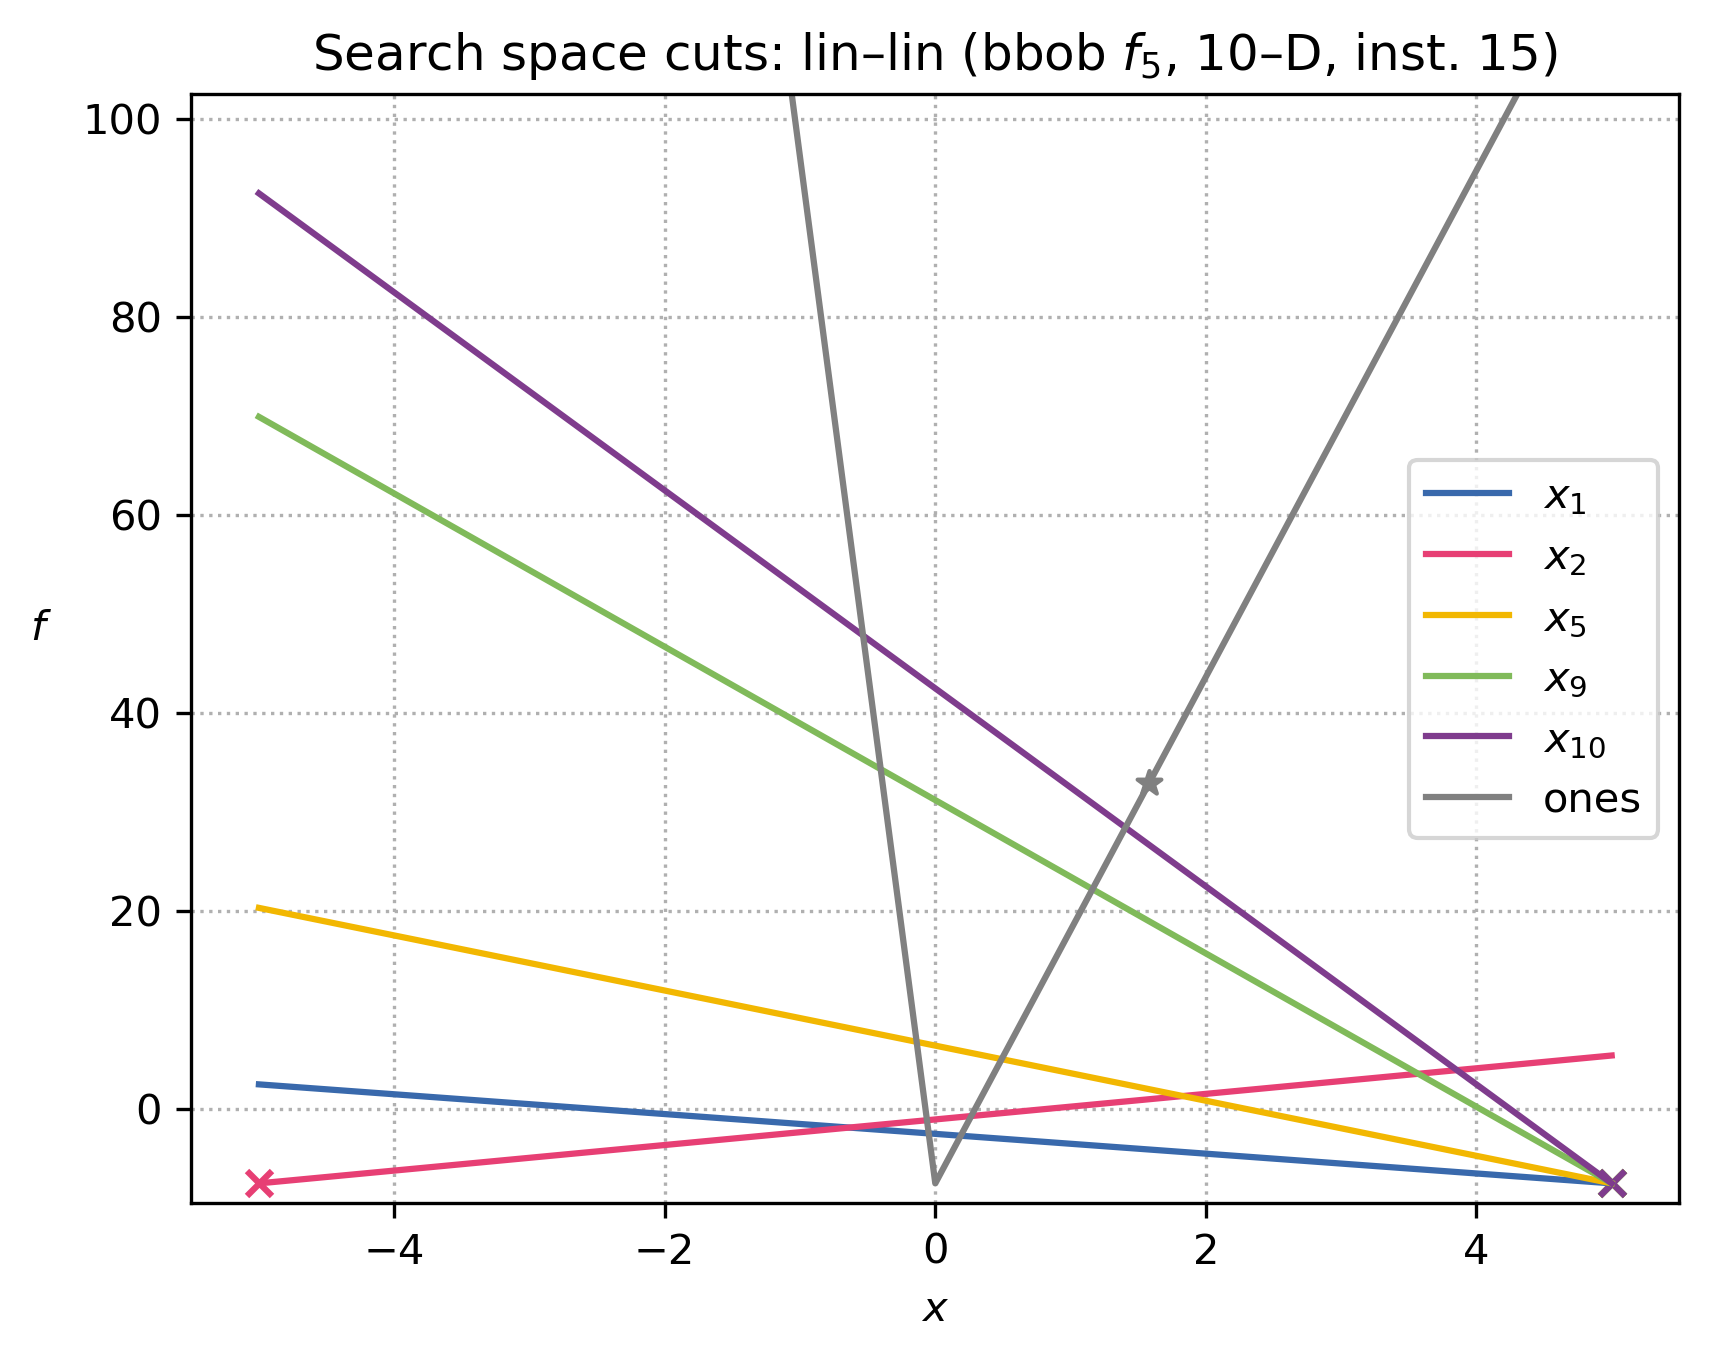 Search space cuts: lin–lin (bbob f₅, 10–D, inst. 15)
100
80
60
40
20
0
f
x₁
x₂
x₅
x₉
x₁₀
ones
−4 −2 0 2 4
x